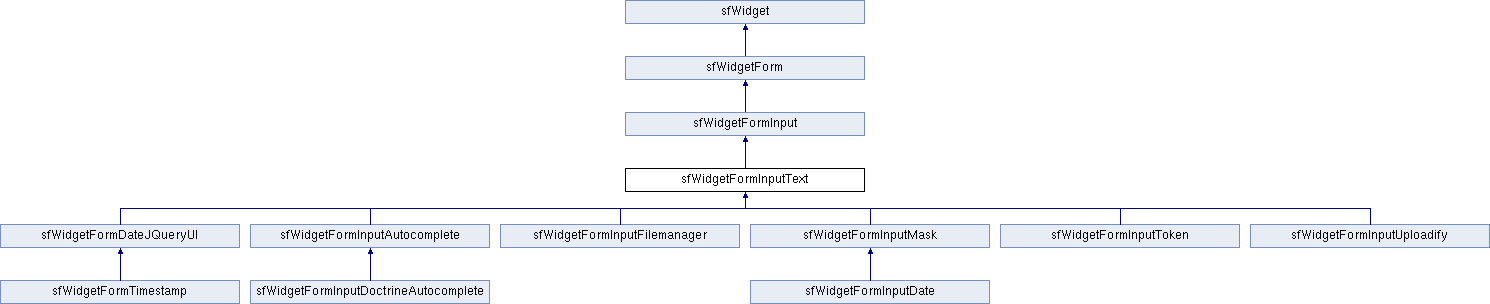 sfWidget
sfWidgetForm
sfWidgetFormInput
sfWidgetFormInputText
sfWidgetFormDateJQueryUI
sfWidgetFormInputAutocomplete
sfWidgetFormInputFilemanager
sfWidgetFormInputMask
sfWidgetFormInputToken
sfWidgetFormInputUploadify
sfWidgetFormTimestamp
sfWidgetFormInputDoctrineAutocomplete
sfWidgetFormInputDate